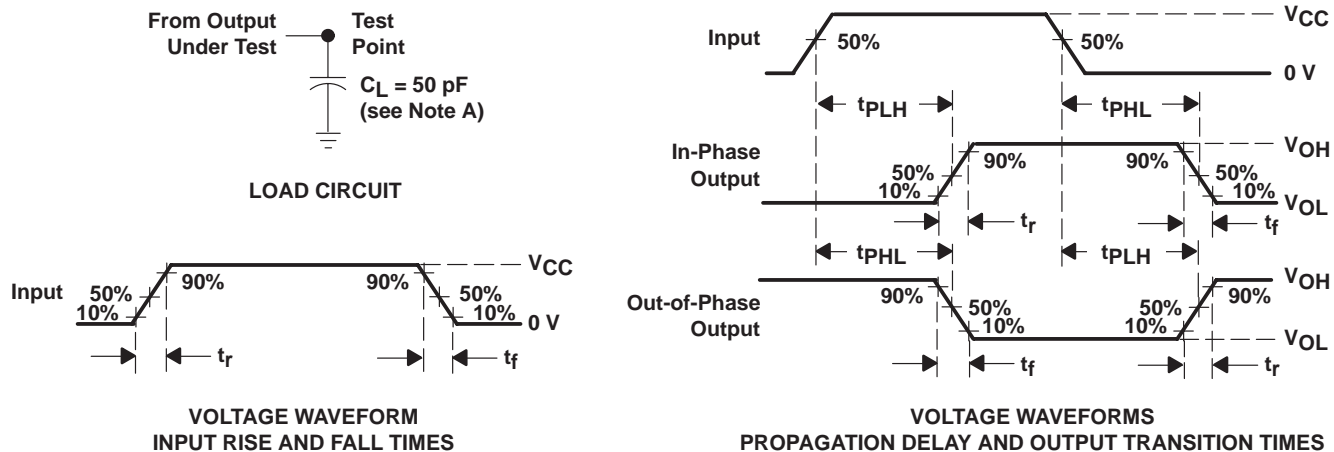 From Output
Under Test
Test
Point
CL = 50 pF
(see Note A)
LOAD CIRCUIT
Input
50%
10%
90%
90%
50%
10%
VCC
0 V
tr
tf
VOLTAGE WAVEFORM
INPUT RISE AND FALL TIMES
Input
50%
50%
VCC
0 V
tPLH
tPHL
In-Phase
Output
50%
10%
90%
90%
50%
10%
VOH
VOL
tr
tf
tPHL
tPLH
Out-of-Phase
Output
90%
50%
10%
50%
10%
90%
VOH
VOL
tf
tr
VOLTAGE WAVEFORMS
PROPAGATION DELAY AND OUTPUT TRANSITION TIMES